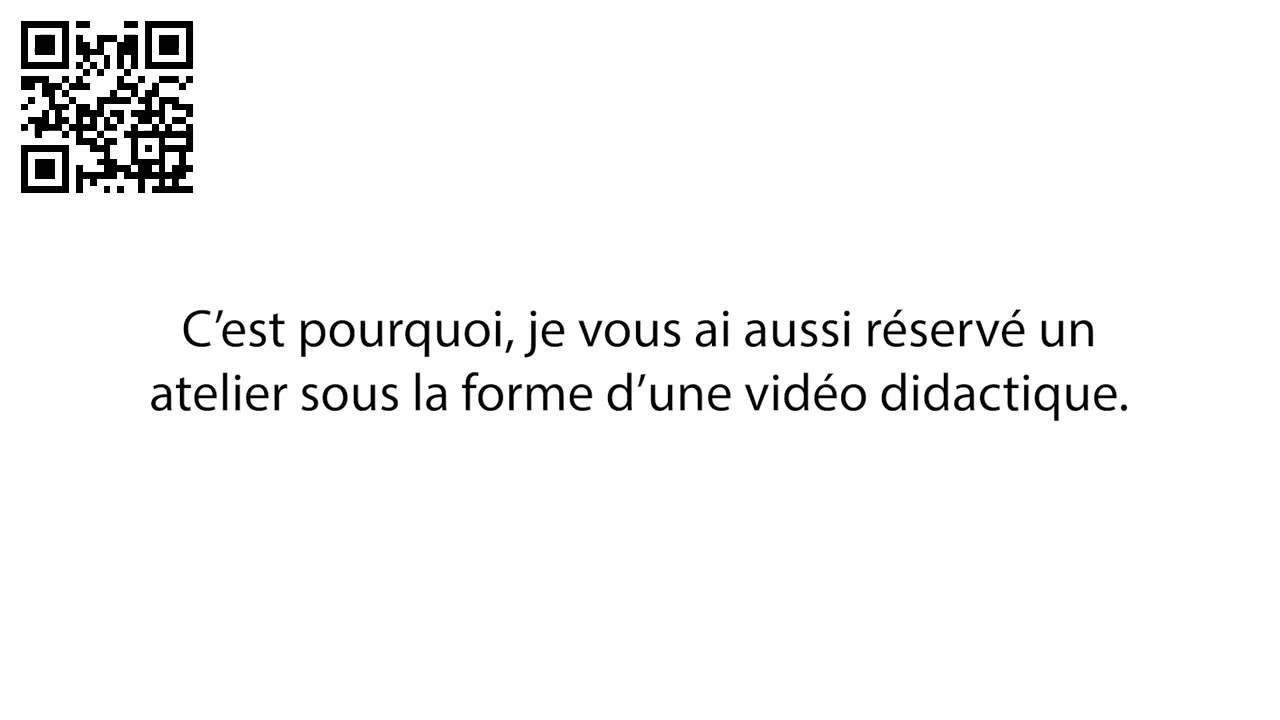 C’est pourquoi, je vous ai aussi réservé un
atelier sous la forme d’une vidéo didactique.